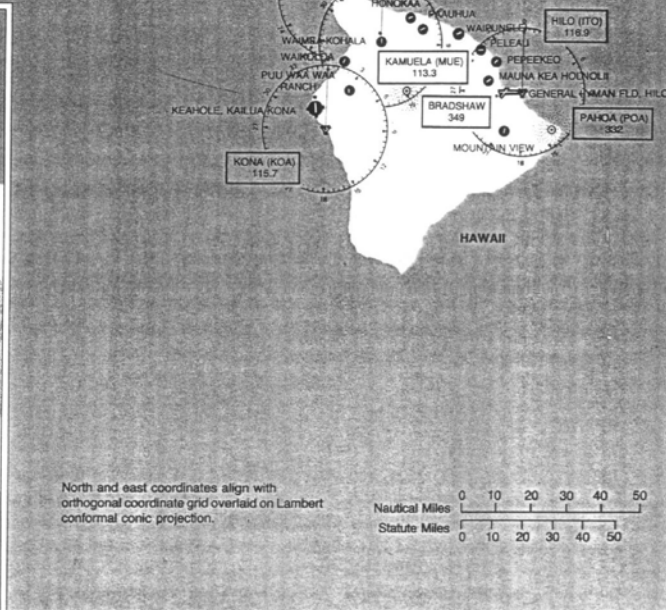 HONOKAA
WAIMEA-KOHALA
WAIKOLOA
PUU WAA WAA
RANCH
KEAHOLE, KAILUA-KONA
KONA (KOA)
115.7
KAMUELA (MUE)
113.3
BRADSHAW
349
PELEAU
PEPEEKEO
MAUNA KEA
GENERAL LYMAN FLD, HILO
HILO (ITO)
116.9
PAHOA (POA)
332
MOUNTAIN VIEW
HAWAII
North and east coordinates align with
orthogonal coordinate grid overlaid on Lambert
conformal conic projection.
Nautical Miles
0 10 20 30 40 50
Statute Miles
0 10 20 30 40 50